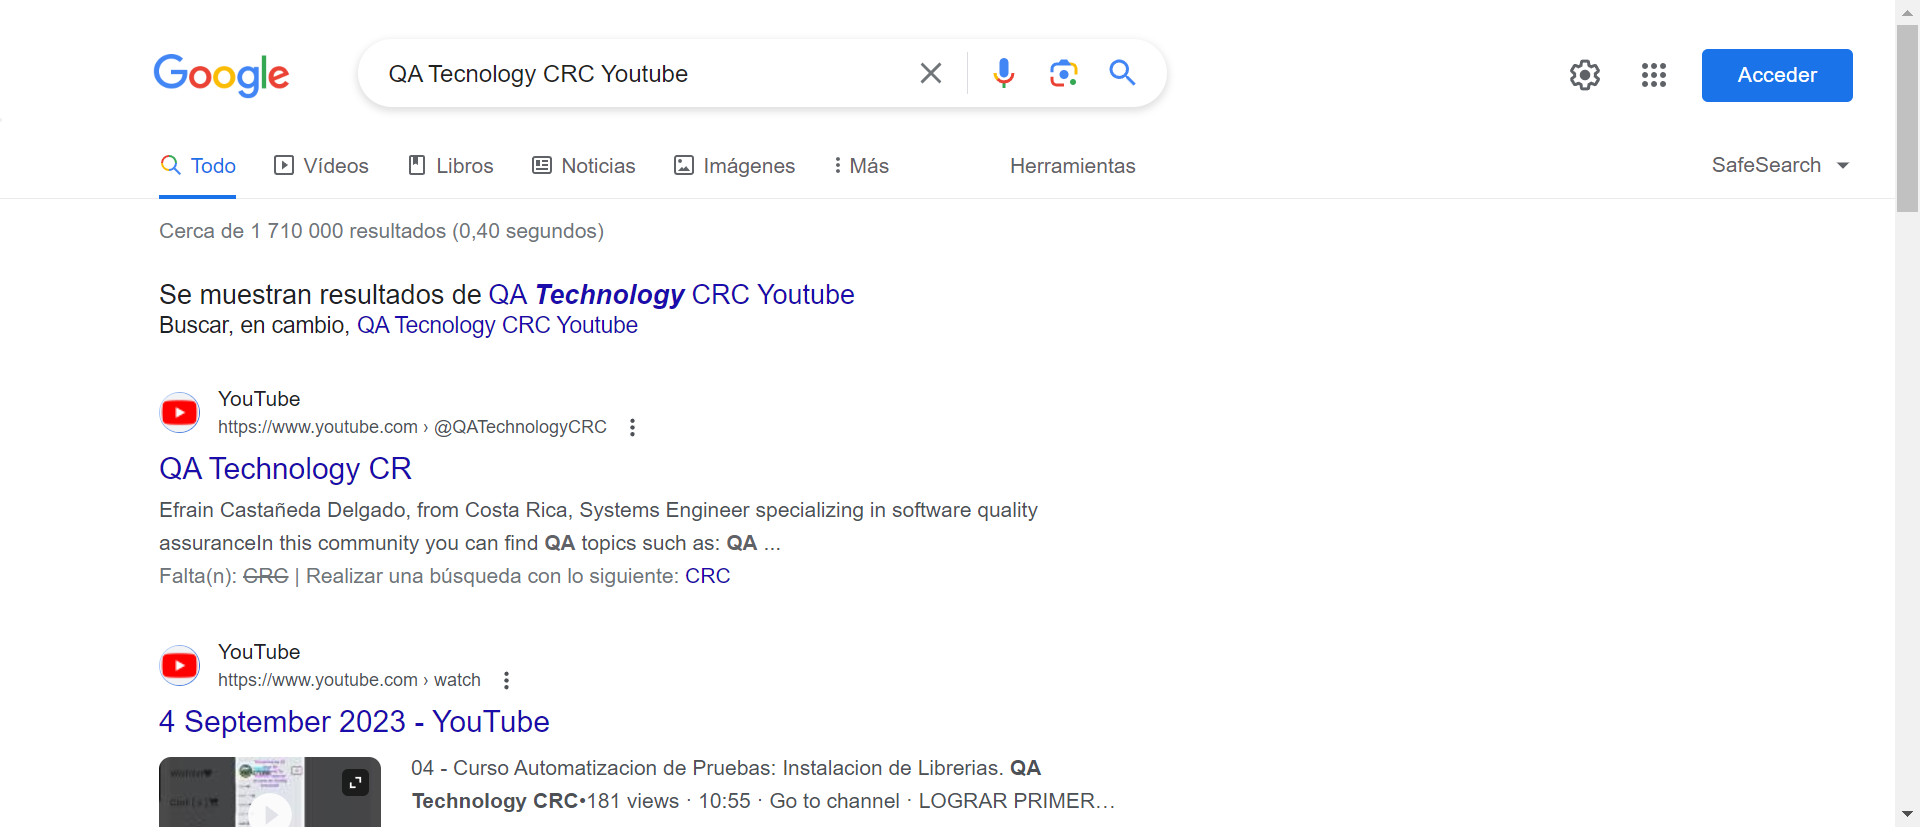 Google
QA Tecnology CRC Youtube
Acceder
Todo
Vídeos
Libros
Noticias
Imágenes
Más
Herramientas
SafeSearch
Cerca de 1 710 000 resultados (0,40 segundos)
Se muestran resultados de QA Technology CRC Youtube
Buscar, en cambio, QA Tecnology CRC Youtube
YouTube
https://www.youtube.com › @QATechnologyCRC
QA Technology CR
Efrain Castañeda Delgado, from Costa Rica, Systems Engineer specializing in software quality
assuranceIn this community you can find QA topics such as: QA ...
Falta(n): CRC | Realizar una búsqueda con lo siguiente: CRC
YouTube
https://www.youtube.com › watch
4 September 2023 - YouTube
04 - Curso Automatizacion de Pruebas: Instalacion de Librerias. QA
Technology CRC•181 views · 10:55 · Go to channel · LOGRAR PRIMER…